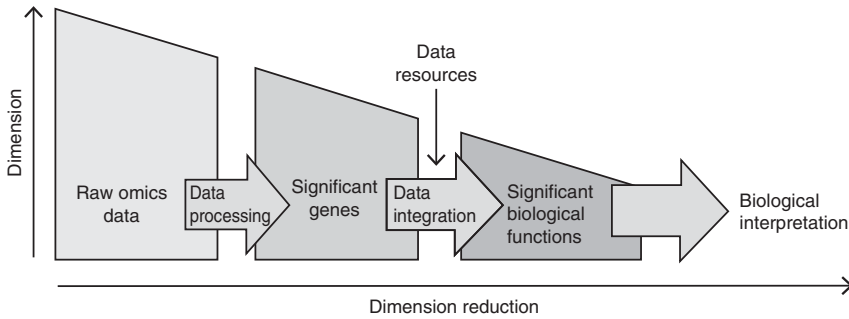 Data
resources
Dimension
Raw omics
data
Data
processing
Significant
genes
Data
integration
Significant
biological
functions
Biological
interpretation
Dimension reduction